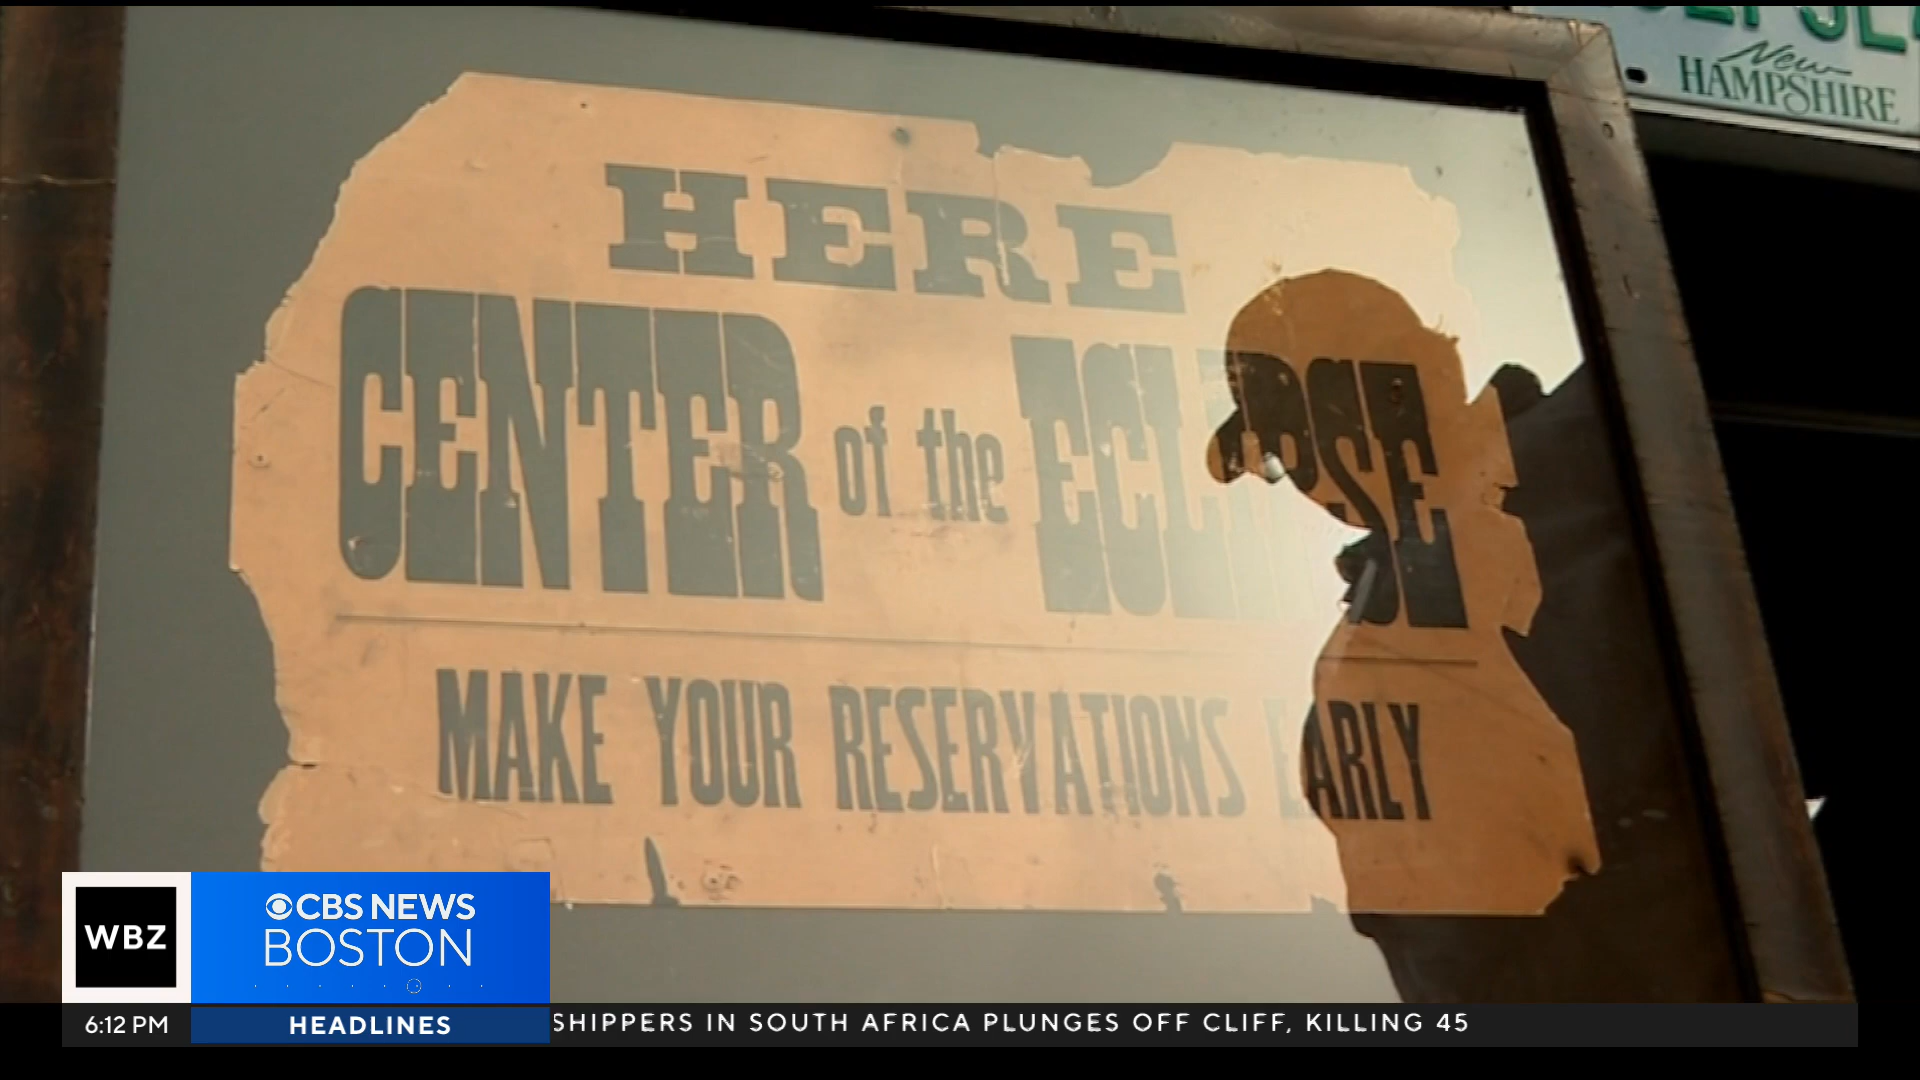 New
HAMPSHIRE
HERE
CENTER of the ECLIPSE
MAKE YOUR RESERVATIONS EARLY
WBZ
CBS NEWS
BOSTON
6:12 PM
HEADLINES
SHIPPERS IN SOUTH AFRICA PLUNGES OFF CLIFF, KILLING 45